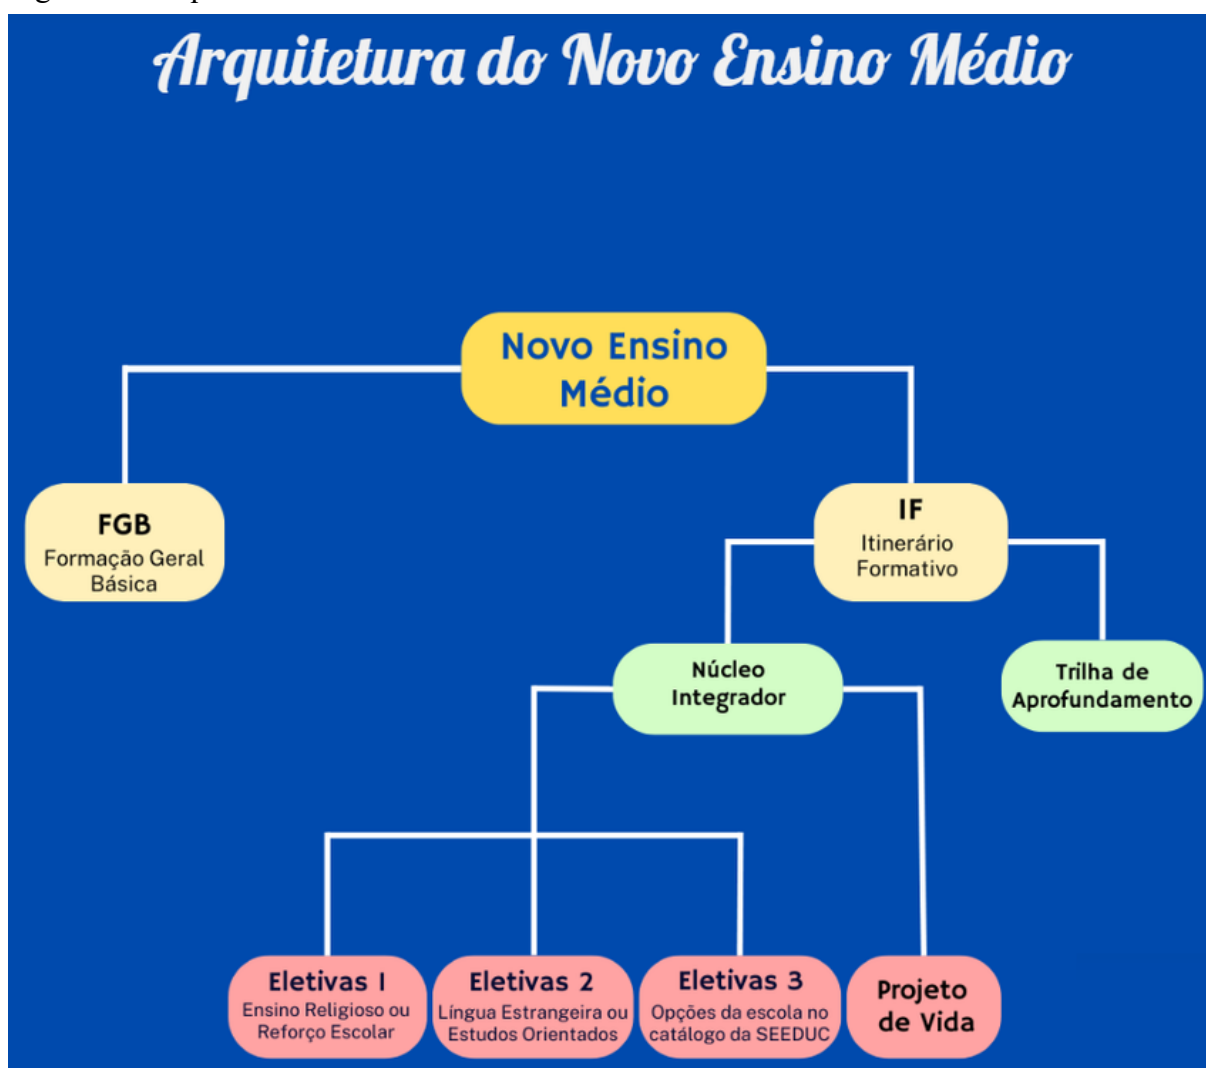 Arquitetura do Novo Ensino Médio
Novo Ensino
Médio
FGB
Formação Geral
Básica
IF
Itinerário
Formativo
Núcleo
Integrador
Trilha de
Aprofundamento
Eletivas 1
Ensino Religioso ou
Reforço Escolar
Eletivas 2
Língua Estrangeira ou
Estudos Orientados
Eletivas 3
Opções da escola no
catálogo da SEEDUC
Projeto
de Vida